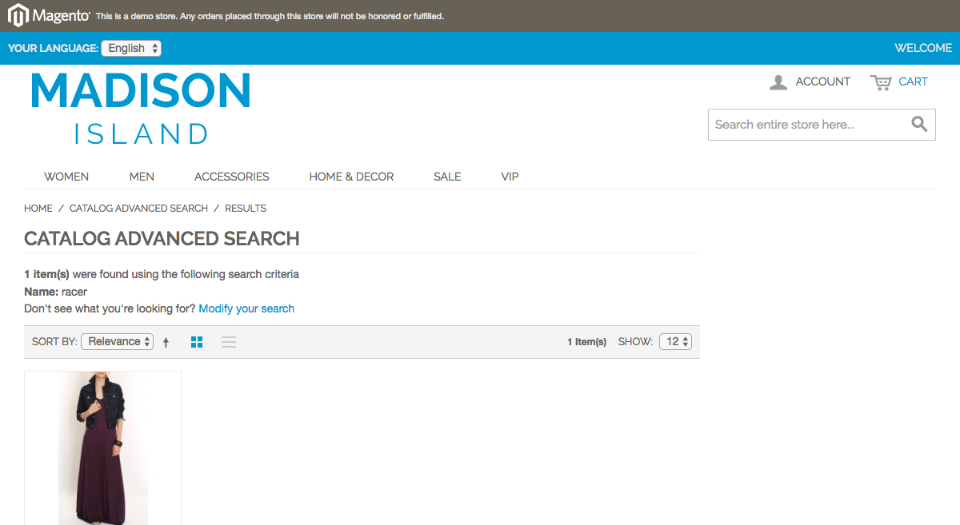 Magento This is a demo store. Any orders placed through this store will not be honored or fulfilled.
YOUR LANGUAGE: English WELCOME
MADISON
ISLAND
ACCOUNT CART
Search entire store here...
WOMEN MEN ACCESSORIES HOME & DECOR SALE VIP
HOME / CATALOG ADVANCED SEARCH / RESULTS
CATALOG ADVANCED SEARCH
1 item(s) were found using the following search criteria
Name: racer
Don't see what you're looking for? Modify your search
SORT BY: Relevance 1 Item(s) SHOW: 12